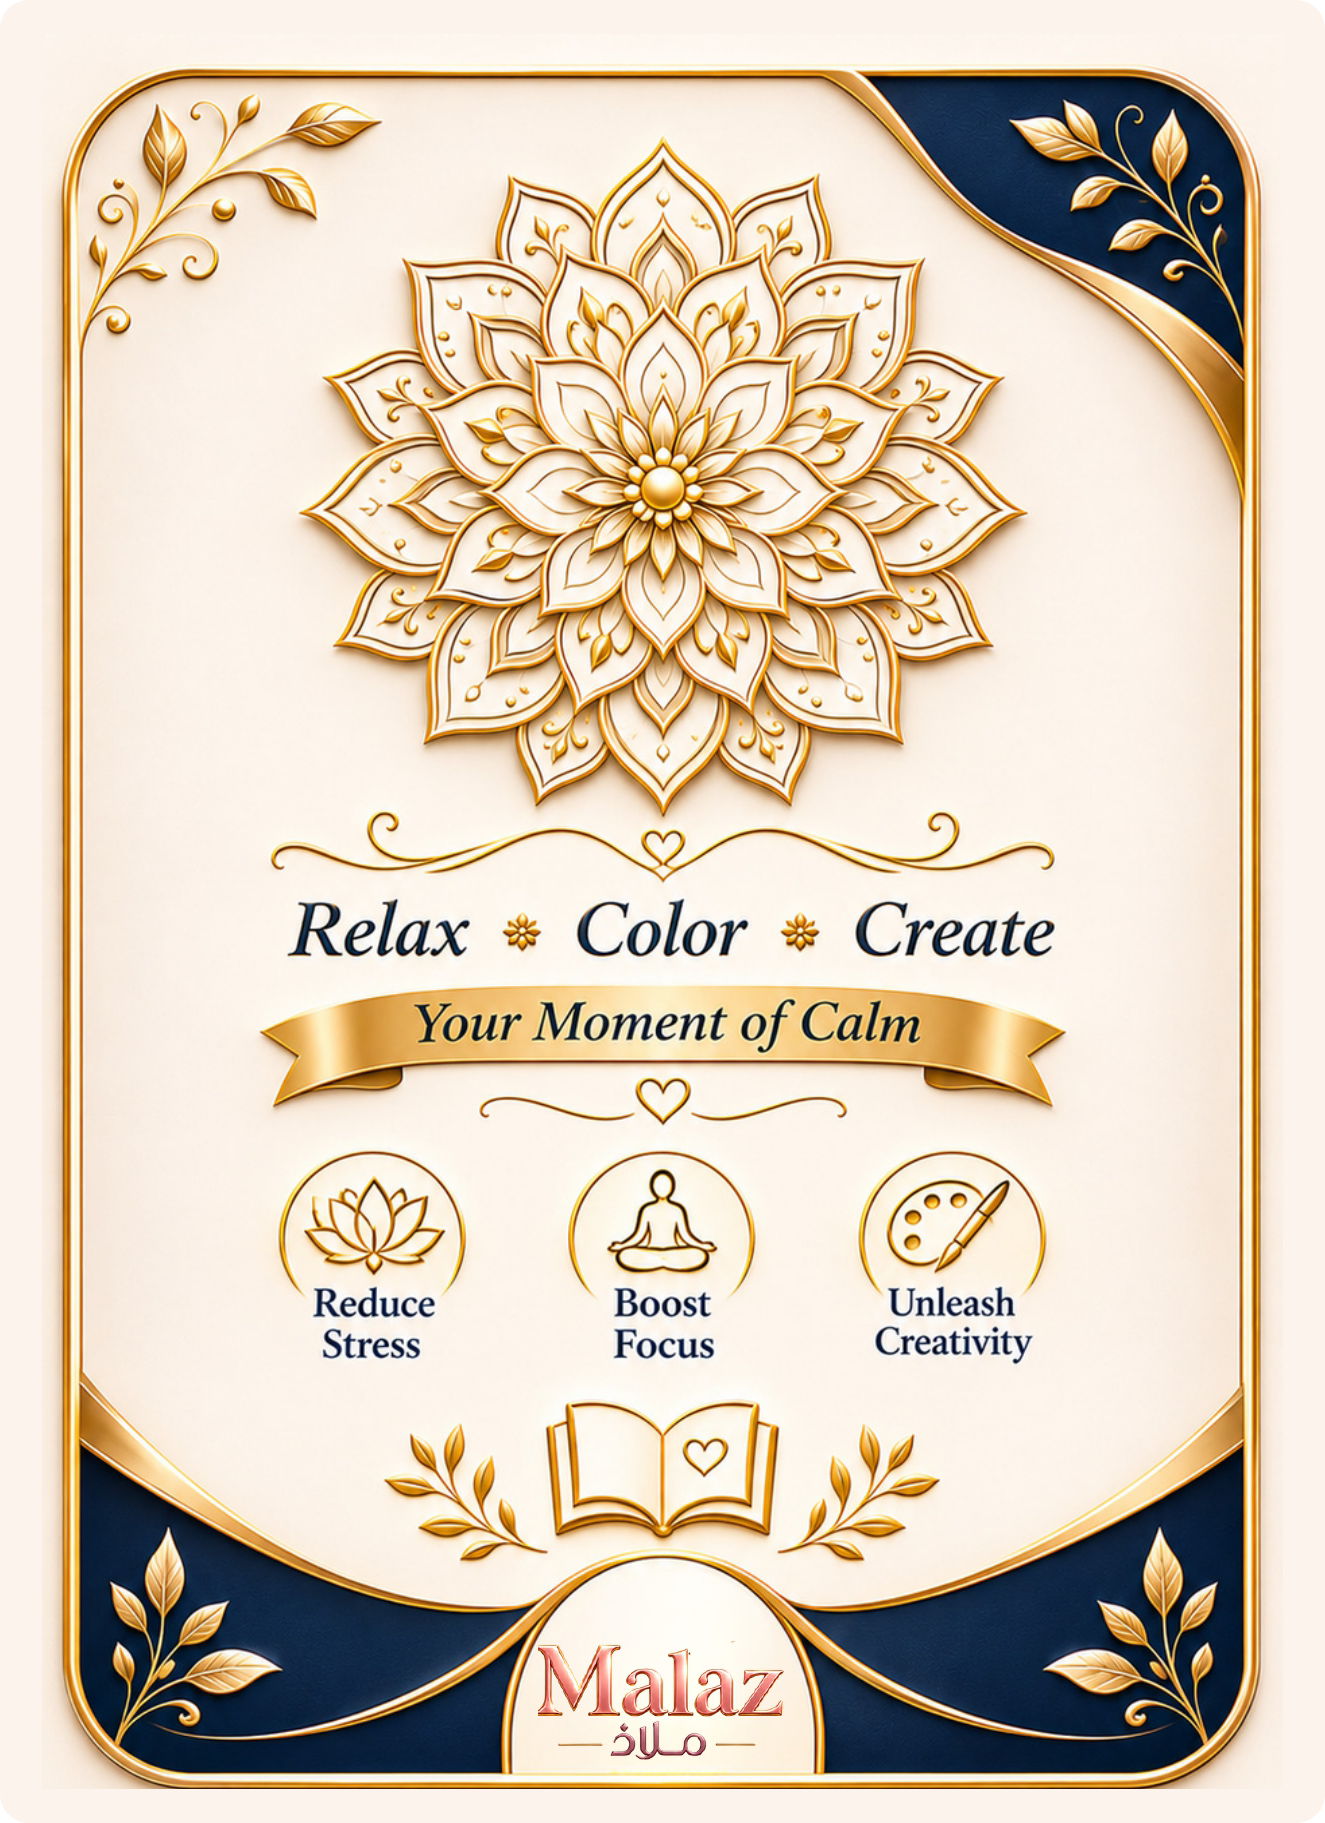 Relax Color Create
Your Moment of Calm
Reduce
Stress
Boost
Focus
Unleash
Creativity
Malaz
ملاذ